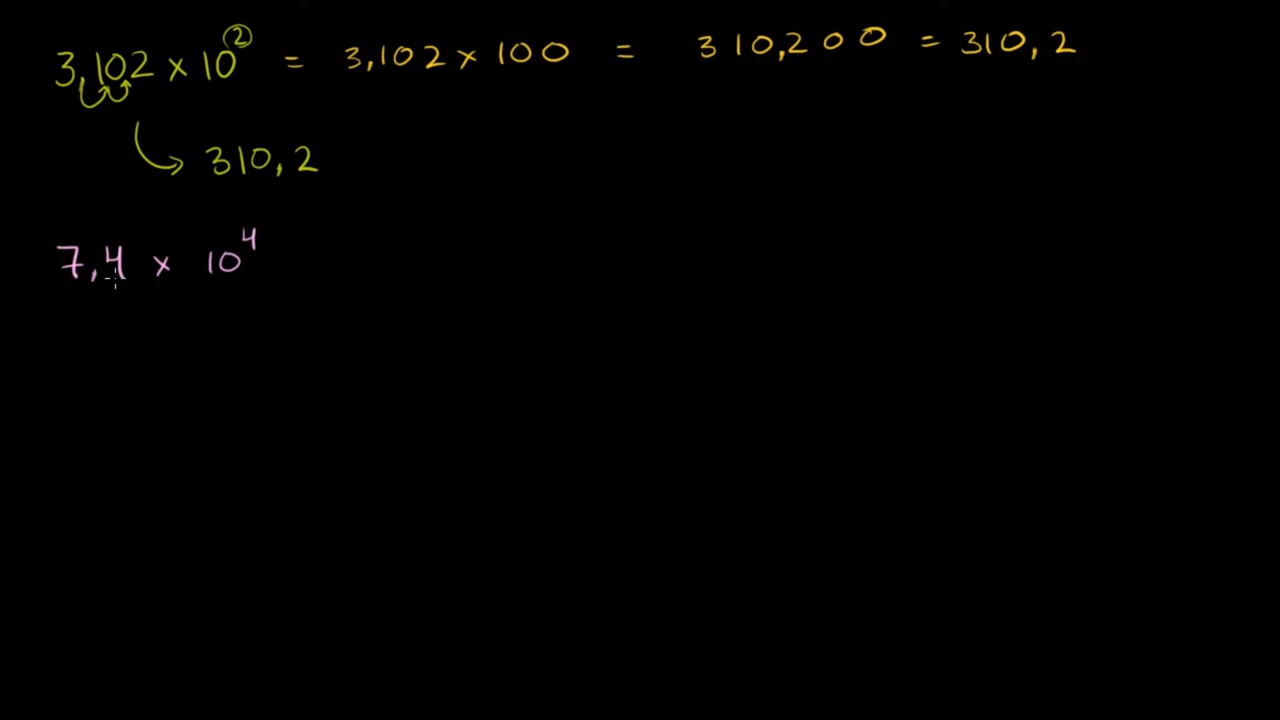 3,102 × 10² = 3,102 × 100 = 310,200 = 310,2
310,2
7,4 × 10⁴